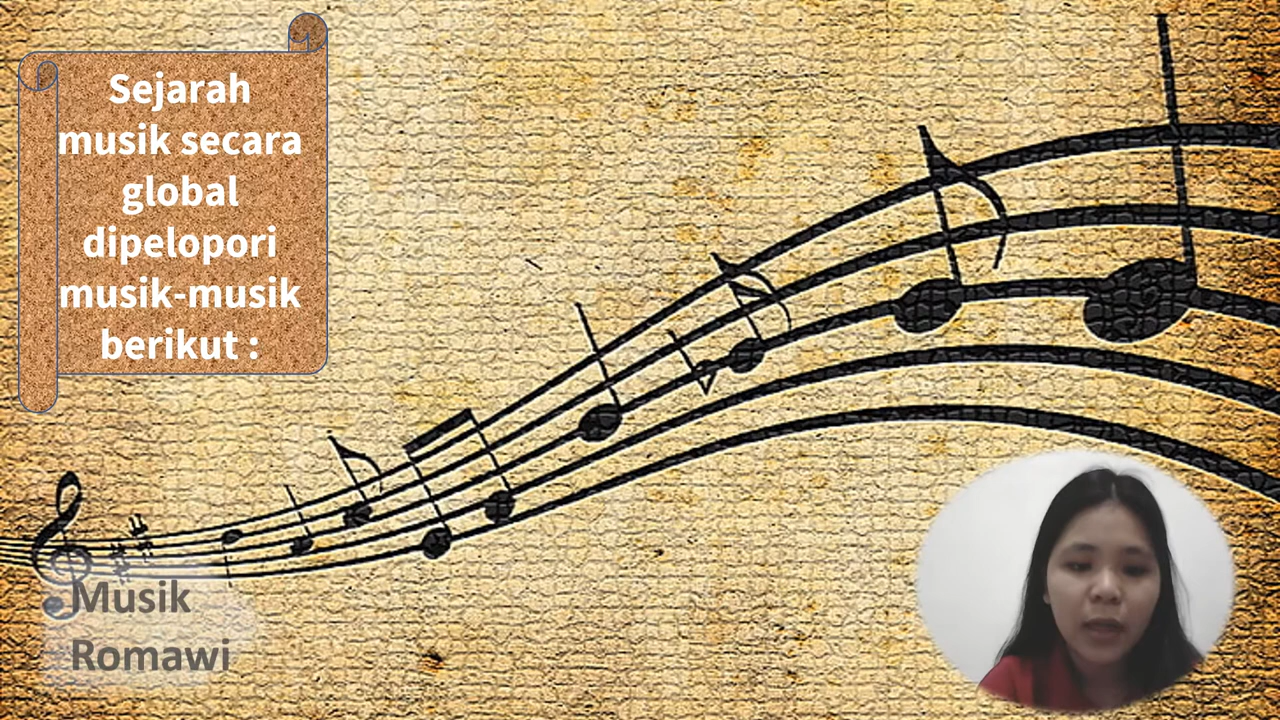 Sejarah
musik secara
global
dipelopori
musik-musik
berikut :
Musik
Romawi